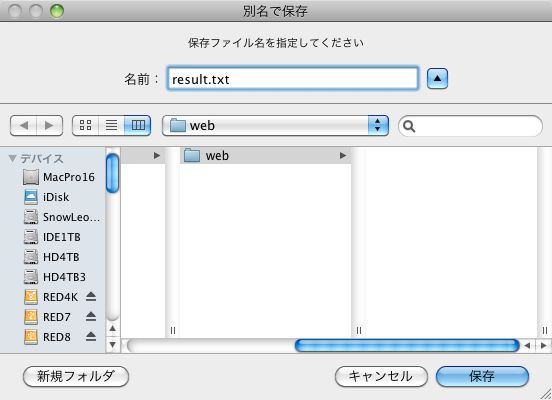 別名で保存
保存ファイル名を指定してください
名前： result.txt
web
デバイス
MacPro16
iDisk
SnowLeo...
IDE1TB
HD4TB
HD4TB3
RED4K
RED7
RED8
web
新規フォルダ キャンセル 保存